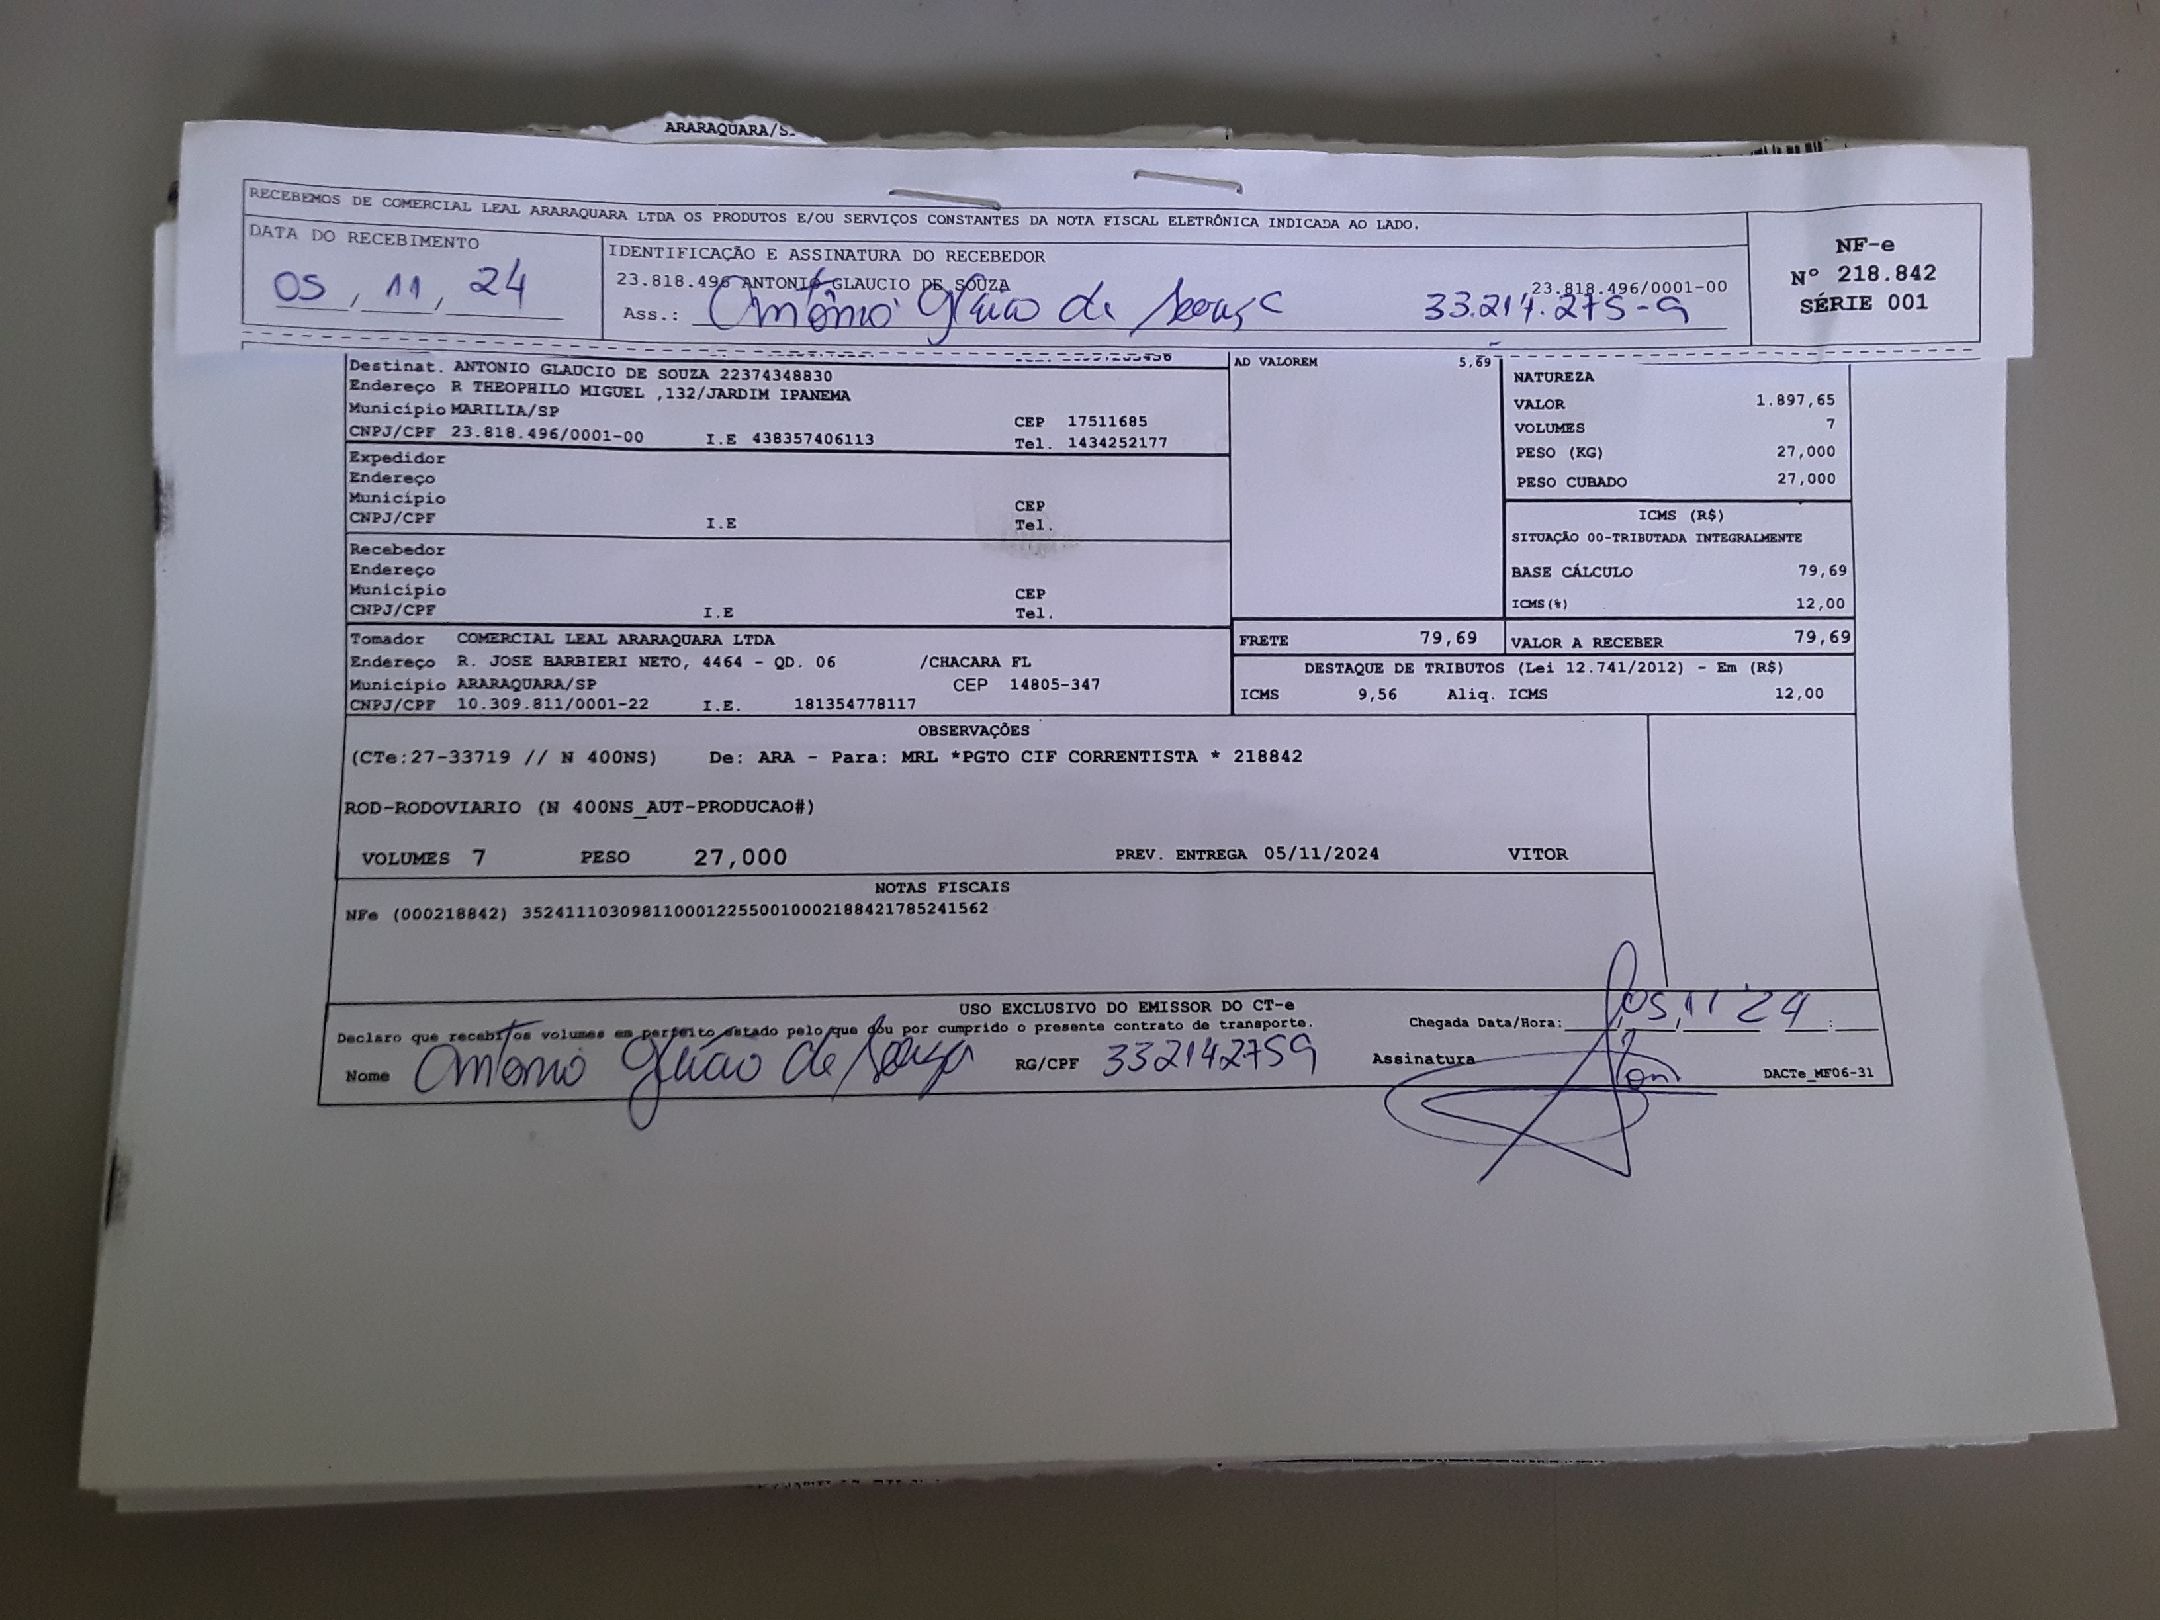 ARARAQUARA/S
RECEBEMOS DE COMERCIAL LEAL ARARAQUARA LTDA OS PRODUTOS E/OU SERVIÇOS CONSTANTES DA NOTA FISCAL ELETRÔNICA INDICADA AO LADO.
DATA DO RECEBIMENTO
05, 11, 24
IDENTIFICAÇÃO E ASSINATURA DO RECEBEDOR
23.818.496 ANTONIO GLAUCIO DE SOUZA 23.818.496/0001-00
Ass.: Antônio Glaucio de Souza 33.214.275-9
NF-e
Nº 218.842
SÉRIE 001
Destinat. ANTONIO GLAUCIO DE SOUZA 22374348830
Endereço R THEOPHILO MIGUEL ,132/JARDIM IPANEMA
Município MARILIA/SP CEP 17511685
CNPJ/CPF 23.818.496/0001-00 I.E 438357406113 Tel. 1434252177
Expedidor
Endereço
Município CEP
CNPJ/CPF I.E Tel.
Recebedor
Endereço
Município CEP
CNPJ/CPF I.E Tel.
Tomador COMERCIAL LEAL ARARAQUARA LTDA
Endereço R. JOSE BARBIERI NETO, 4464 - QD. 06 /CHACARA FL
Município ARARAQUARA/SP CEP 14805-347
CNPJ/CPF 10.309.811/0001-22 I.E. 181354778117
AD VALOREM 5,69
NATUREZA
VALOR 1.897,65
VOLUMES 7
PESO (KG) 27,000
PESO CUBADO 27,000
ICMS (R$)
SITUAÇÃO 00-TRIBUTADA INTEGRALMENTE
BASE CÁLCULO 79,69
ICMS(%) 12,00
FRETE 79,69 VALOR A RECEBER 79,69
DESTAQUE DE TRIBUTOS (Lei 12.741/2012) - Em (R$)
ICMS 9,56 Aliq. ICMS 12,00
OBSERVAÇÕES
(CTe:27-33719 // N 400NS) De: ARA - Para: MRL *PGTO CIF CORRENTISTA * 218842
ROD-RODOVIARIO (N 400NS_AUT-PRODUCAO#)
VOLUMES 7 PESO 27,000 PREV. ENTREGA 05/11/2024 VITOR
NOTAS FISCAIS
NFe (000218842) 35241110309811000122550010002188421785241562
USO EXCLUSIVO DO EMISSOR DO CT-e
Declaro que recebi os volumes em perfeito estado pelo que dou por cumprido o presente contrato de transporte. Chegada Data/Hora: 05, 11 24 :
Nome Antônio Glaucio de Souza RG/CPF 332142759 Assinatura
DACTe_MF06-31